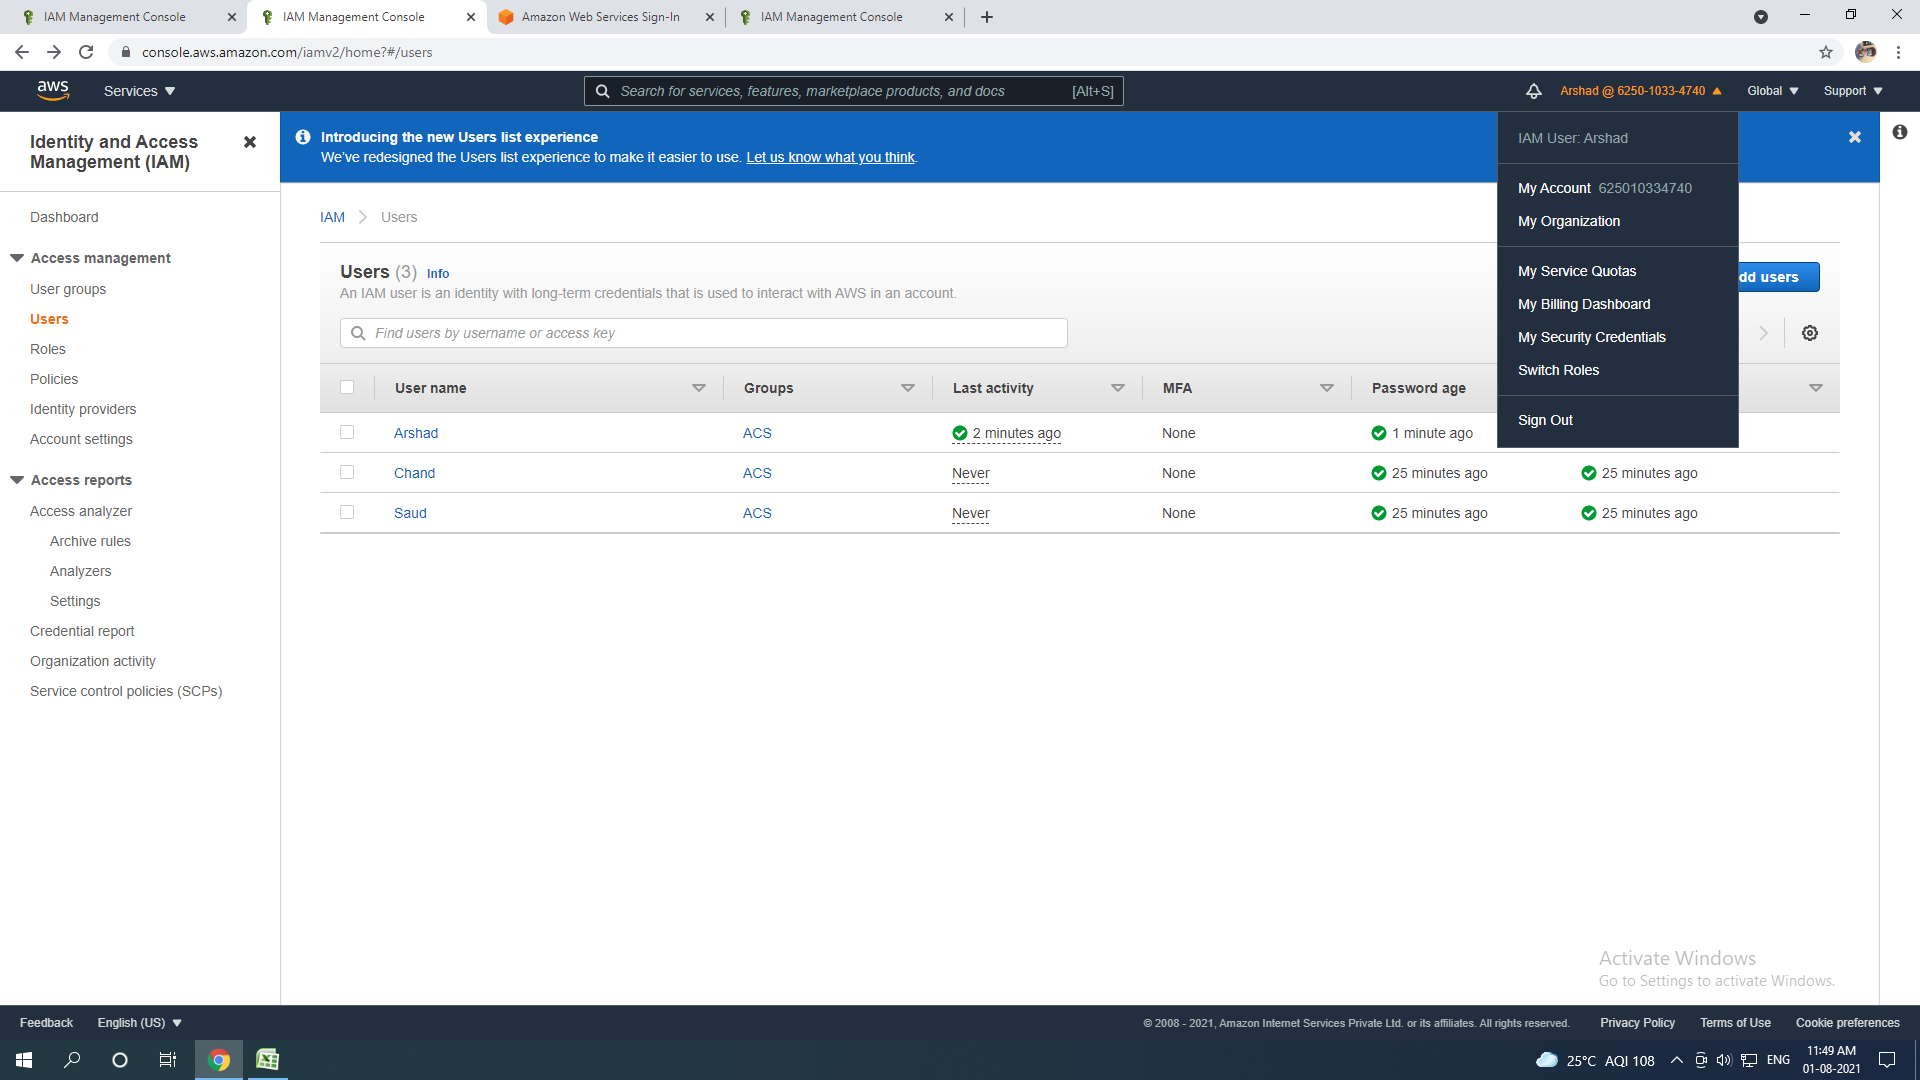 IAM Management Console
IAM Management Console
Amazon Web Services Sign-In
IAM Management Console
console.aws.amazon.com/iamv2/home?#/users
aws
Services
Search for services, features, marketplace products, and docs
[Alt+S]
Arshad @ 6250-1033-4740
Global
Support
Identity and Access
Management (IAM)
Dashboard
Access management
User groups
Users
Roles
Policies
Identity providers
Account settings
Access reports
Access analyzer
Archive rules
Analyzers
Settings
Credential report
Organization activity
Service control policies (SCPs)
Introducing the new Users list experience
We've redesigned the Users list experience to make it easier to use. Let us know what you think.
IAM
Users
Users (3) Info
An IAM user is an identity with long-term credentials that is used to interact with AWS in an account.
Find users by username or access key
dd users
User name
Groups
Last activity
MFA
Password age
Arshad ACS 2 minutes ago None 1 minute ago
Chand ACS Never None 25 minutes ago 25 minutes ago
Saud ACS Never None 25 minutes ago 25 minutes ago
IAM User: Arshad
My Account 625010334740
My Organization
My Service Quotas
My Billing Dashboard
My Security Credentials
Switch Roles
Sign Out
Activate Windows
Go to Settings to activate Windows.
Feedback
English (US)
© 2008 - 2021, Amazon Internet Services Private Ltd. or its affiliates. All rights reserved.
Privacy Policy
Terms of Use
Cookie preferences
25°C AQI 108
ENG
11:49 AM
01-08-2021